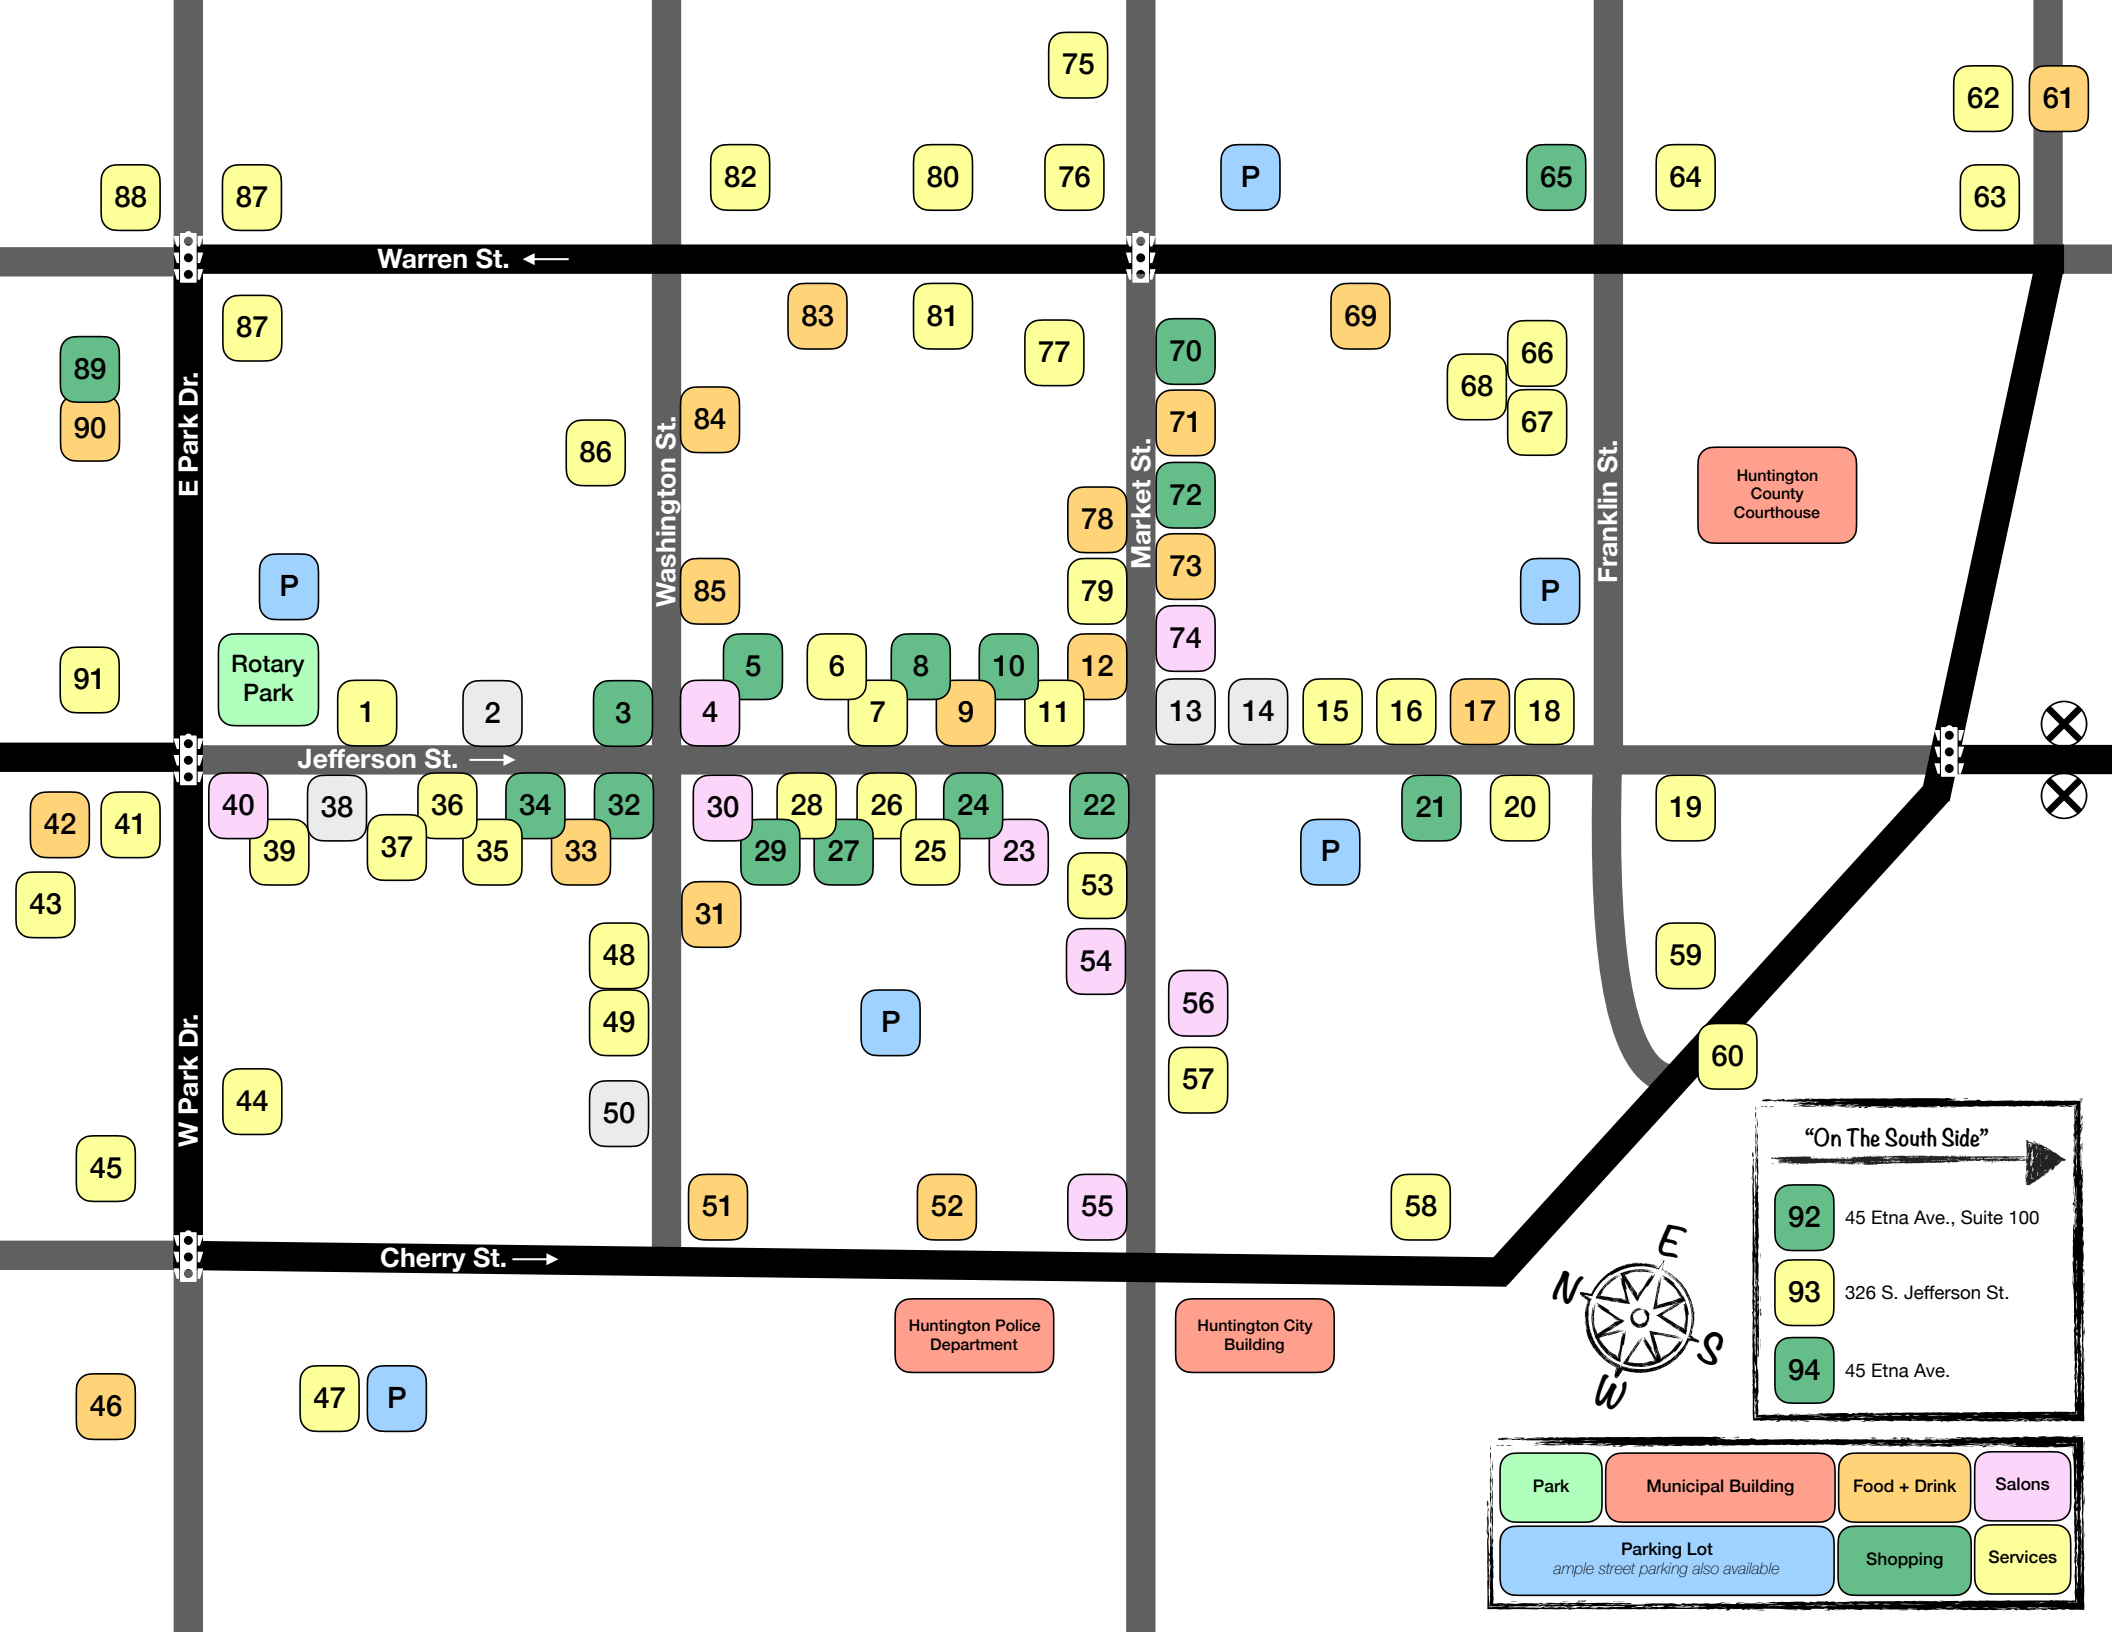 75
62
61
88
87
82
80
76
P
65
64
63
Warren St.
87
83
81
77
70
69
66
68
67
89
90
E Park Dr.
86
84
Washington St.
78
Market St.
71
72
73
74
Franklin St.
Huntington
County
Courthouse
P
85
79
P
91
Rotary
Park
1
2
3
4
5
6
7
8
9
10
11
12
13
14
15
16
17
18
Jefferson St.
42
41
43
40
39
38
37
36
35
34
33
32
30
29
28
27
26
25
24
23
22
P
21
20
19
31
53
54
48
49
50
P
56
57
59
60
W Park Dr.
44
45
51
52
55
58
Cherry St.
Huntington Police
Department
Huntington City
Building
46
47
P
E
N
S
W
“On The South Side”
92
45 Etna Ave., Suite 100
93
326 S. Jefferson St.
94
45 Etna Ave.
Park
Municipal Building
Food + Drink
Salons
Parking Lot
ample street parking also available
Shopping
Services